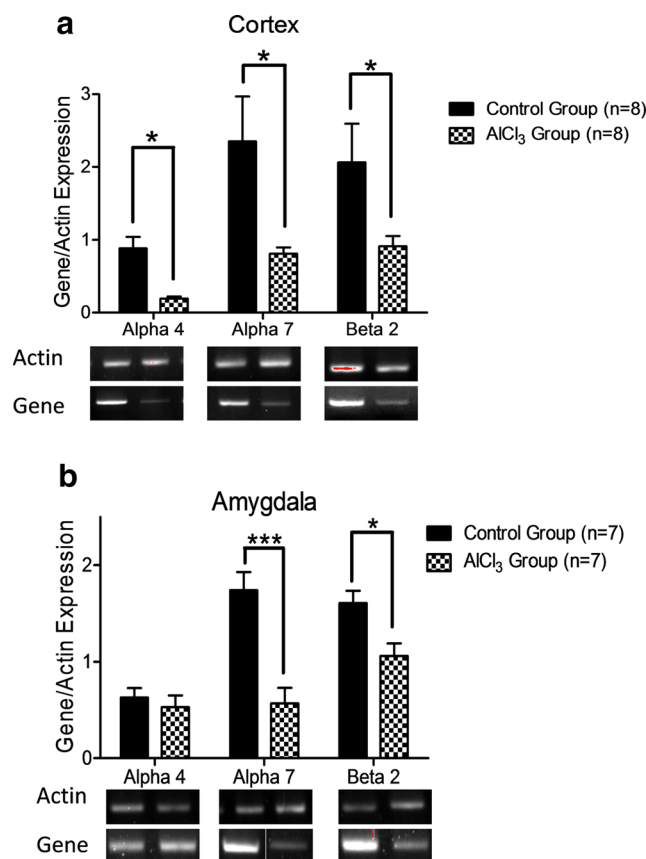 a
Cortex
Gene/Actin Expression
3
2
1
0
*
*
*
Control Group (n=8)
AlCl₃ Group (n=8)
Alpha 4
Alpha 7
Beta 2
Actin
Gene
b
Amygdala
Gene/Actin Expression
2
1
0
***
*
Control Group (n=7)
AlCl₃ Group (n=7)
Alpha 4
Alpha 7
Beta 2
Actin
Gene